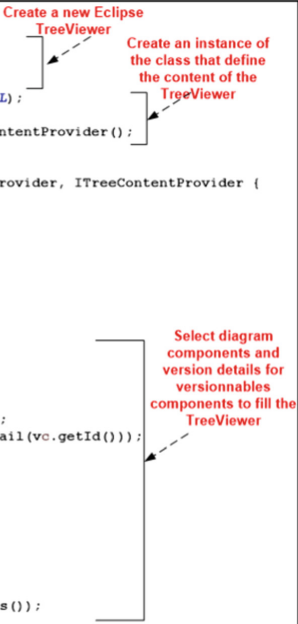 Create a new Eclipse
TreeViewer
Create an instance of
the class that define
the content of the
TreeViewer
L);
ntentProvider();
rovider, ITreeContentProvider {
Select diagram
components and
version details for
versionnables
components to fill the
TreeViewer
;
ail(vc.getId()));
s());